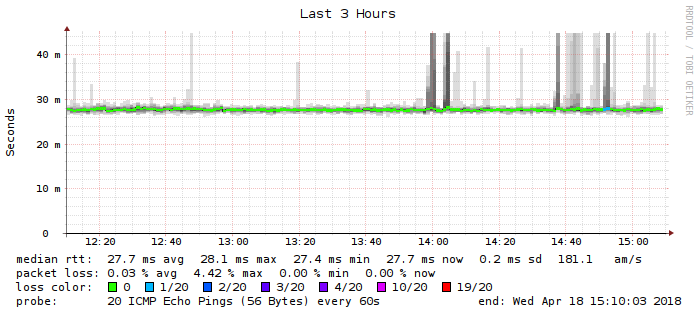 Last 3 Hours
RRDTOOL / TOBI OETIKER
Seconds
40 m
30 m
20 m
10 m
0
12:20 12:40 13:00 13:20 13:40 14:00 14:20 14:40 15:00
median rtt: 27.7 ms avg 28.1 ms max 27.4 ms min 27.7 ms now 0.2 ms sd 181.1 am/s
packet loss: 0.03 % avg 4.42 % max 0.00 % min 0.00 % now
loss color: 0 1/20 2/20 3/20 4/20 10/20 19/20
probe: 20 ICMP Echo Pings (56 Bytes) every 60s end: Wed Apr 18 15:10:03 2018